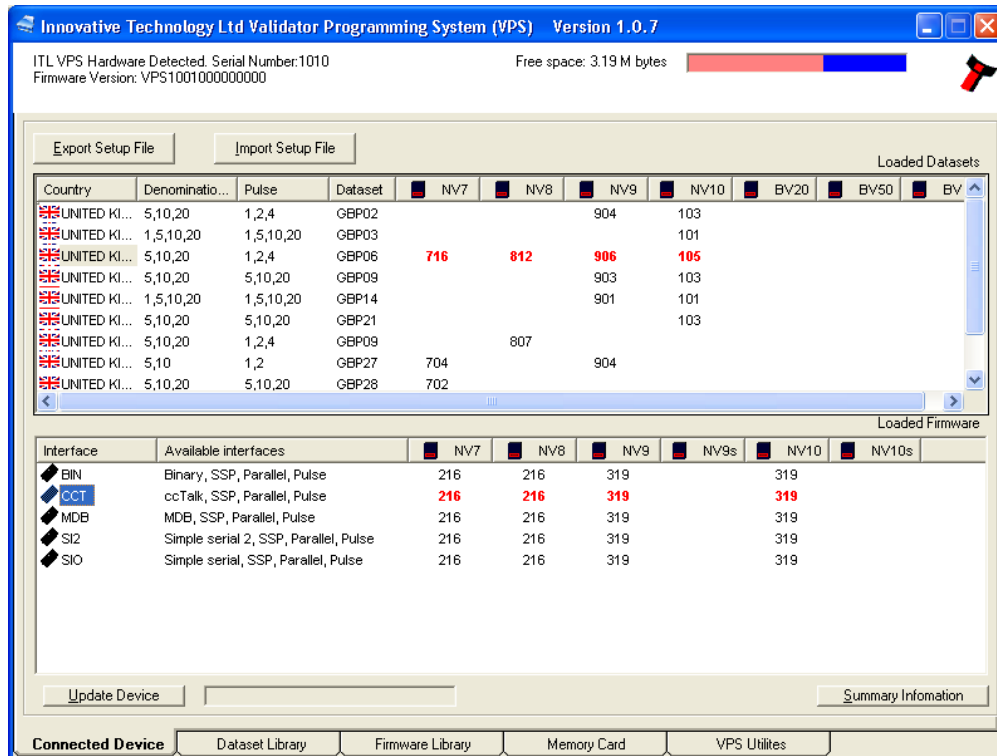 Innovative Technology Ltd Validator Programming System (VPS) Version 1.0.7
ITL VPS Hardware Detected. Serial Number:1010
Free space: 3.19 M bytes
Firmware Version: VPS1001000000000
Export Setup File Import Setup File
Loaded Datasets
Country Denominatio... Pulse Dataset NV7 NV8 NV9 NV10 BV20 BV50 BV
UNITED KI... 5,10,20 1,2,4 GBP02 904 103
UNITED KI... 1,5,10,20 1,5,10,20 GBP03 101
UNITED KI... 5,10,20 1,2,4 GBP06 716 812 906 105
UNITED KI... 5,10,20 5,10,20 GBP09 903 103
UNITED KI... 1,5,10,20 1,5,10,20 GBP14 901 101
UNITED KI... 5,10,20 5,10,20 GBP21 103
UNITED KI... 5,10,20 1,2,4 GBP09 807
UNITED KI... 5,10 1,2 GBP27 704 904
UNITED KI... 5,10,20 5,10,20 GBP28 702
Loaded Firmware
Interface Available interfaces NV7 NV8 NV9 NV9s NV10 NV10s
BIN Binary, SSP, Parallel, Pulse 216 216 319 319
CCT ccTalk, SSP, Parallel, Pulse 216 216 319 319
MDB MDB, SSP, Parallel, Pulse 216 216 319 319
SI2 Simple serial 2, SSP, Parallel, Pulse 216 216 319 319
SIO Simple serial, SSP, Parallel, Pulse 216 216 319 319
Update Device Summary Infomation
Connected Device Dataset Library Firmware Library Memory Card VPS Utilites